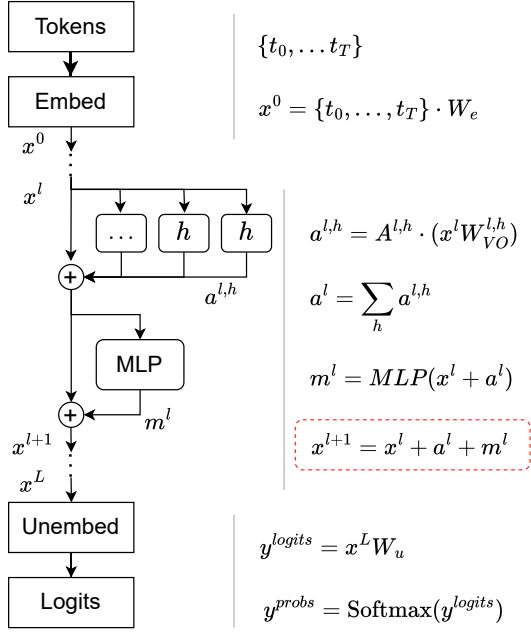 Tokens
{t_0, … t_T}
Embed
x^0 = {t_0, …, t_T} · W_e
x^0
x^l
… h h
a^{l,h} = A^{l,h} · (x^l W_{VO}^{l,h})
+
a^{l,h}
a^l = ∑_h a^{l,h}
MLP
m^l = MLP(x^l + a^l)
+
m^l
x^{l+1}
x^{l+1} = x^l + a^l + m^l
x^L
Unembed
y^{logits} = x^L W_u
Logits
y^{probs} = Softmax(y^{logits})